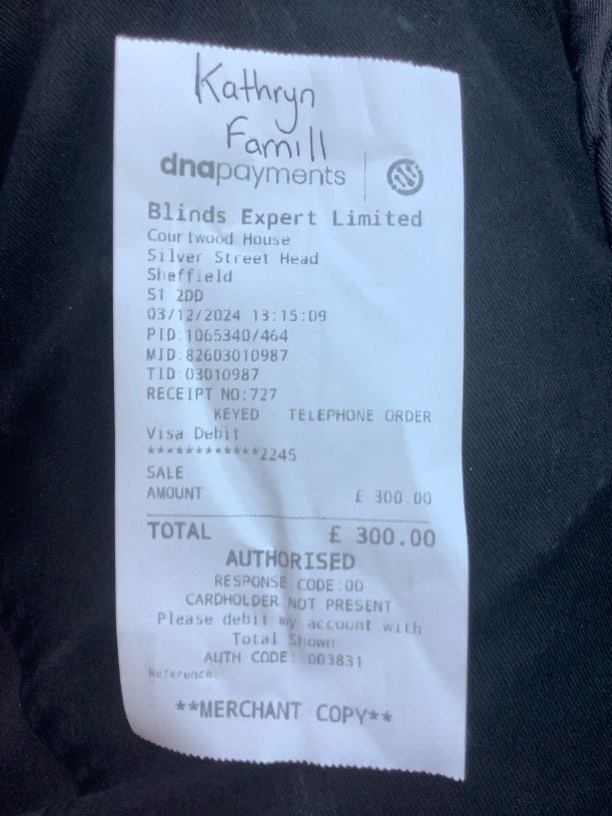 Kathryn
Famill
dnapayments
Blinds Expert Limited
Courtwood House
Silver Street Head
Sheffield
S1 2DD
03/12/2024 13:15:09
PID:1065340/464
MID:82603010987
TID:03010987
RECEIPT NO:727
KEYED - TELEPHONE ORDER
Visa Debit
************2245
SALE
AMOUNT £ 300.00
TOTAL £ 300.00
AUTHORISED
RESPONSE CODE:00
CARDHOLDER NOT PRESENT
Please debit my account with
Total Shown
AUTH CODE: 003831
Reference:
**MERCHANT COPY**